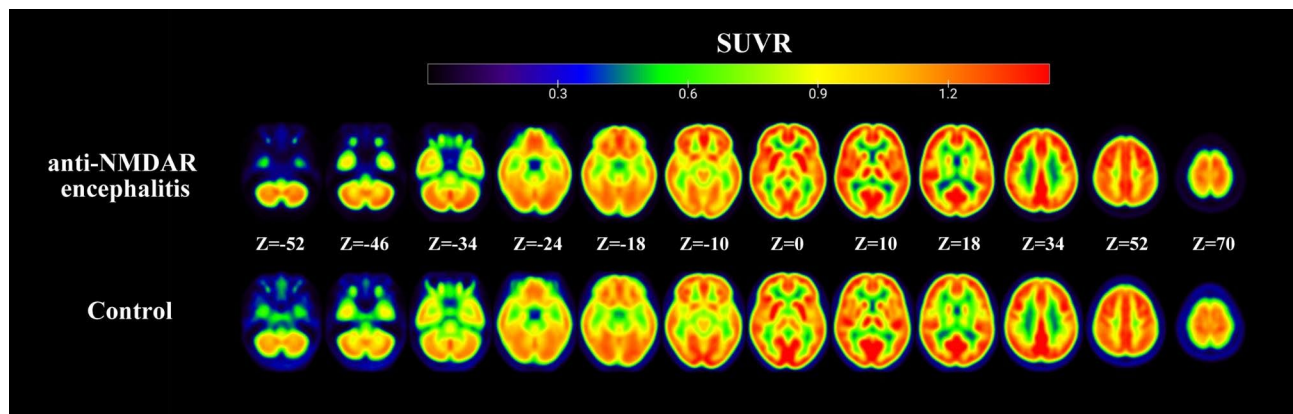 SUVR
0.3 0.6 0.9 1.2
anti-NMDAR
encephalitis
Z=-52 Z=-46 Z=-34 Z=-24 Z=-18 Z=-10 Z=0 Z=10 Z=18 Z=34 Z=52 Z=70
Control